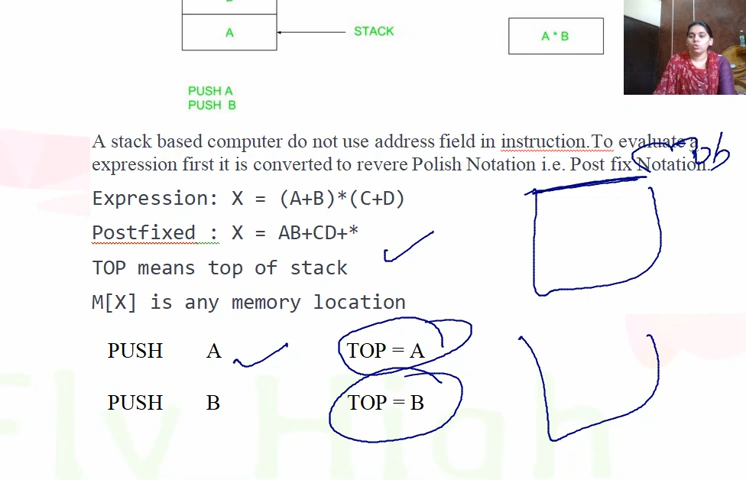 A
STACK
A * B
PUSH A
PUSH B
A stack based computer do not use address field in instruction.To evaluate a
expression first it is converted to revere Polish Notation i.e. Post fix Notation.
Expression: X = (A+B)*(C+D)
Postfixed : X = AB+CD+*
TOP means top of stack
M[X] is any memory location
PUSH A TOP = A
PUSH B TOP = B
Fly High